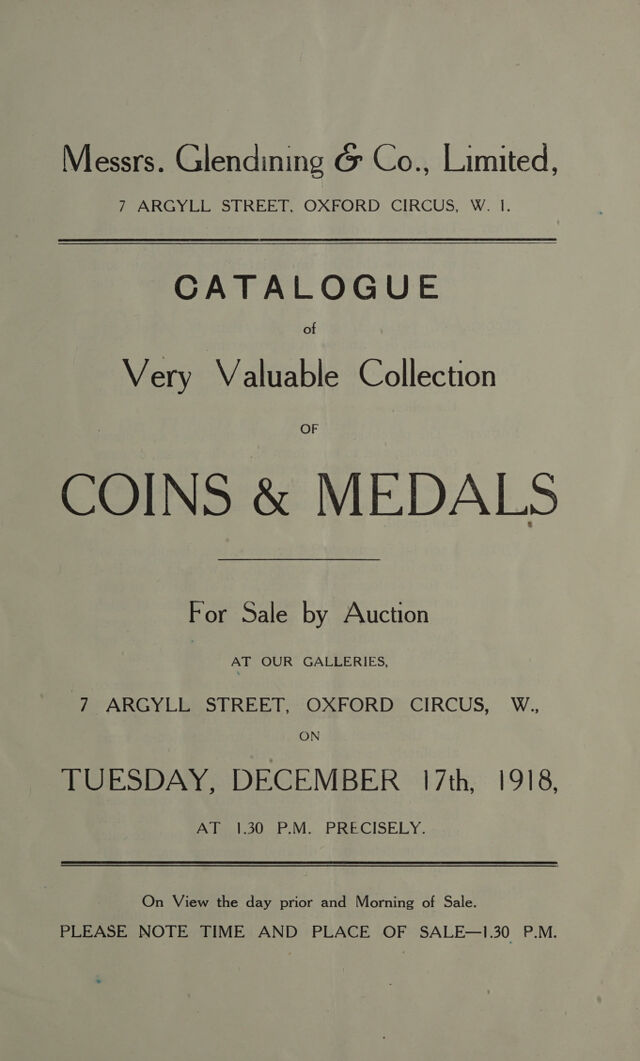 Messrs. Glendining & Co., Limited,
7 ARGYLL STREET, OXFORD CIRCUS, W. 1.
CATALOGUE
of
Very Valuable Collection
OF
COINS & MEDALS
For Sale by Auction
AT OUR GALLERIES,
7 ARGYLL STREET, OXFORD CIRCUS, W.,
ON
TUESDAY, DECEMBER 17th, 1918,
AT 1.30 P.M. PRECISELY.
On View the day prior and Morning of Sale.
PLEASE NOTE TIME AND PLACE OF SALE—1.30 P.M.